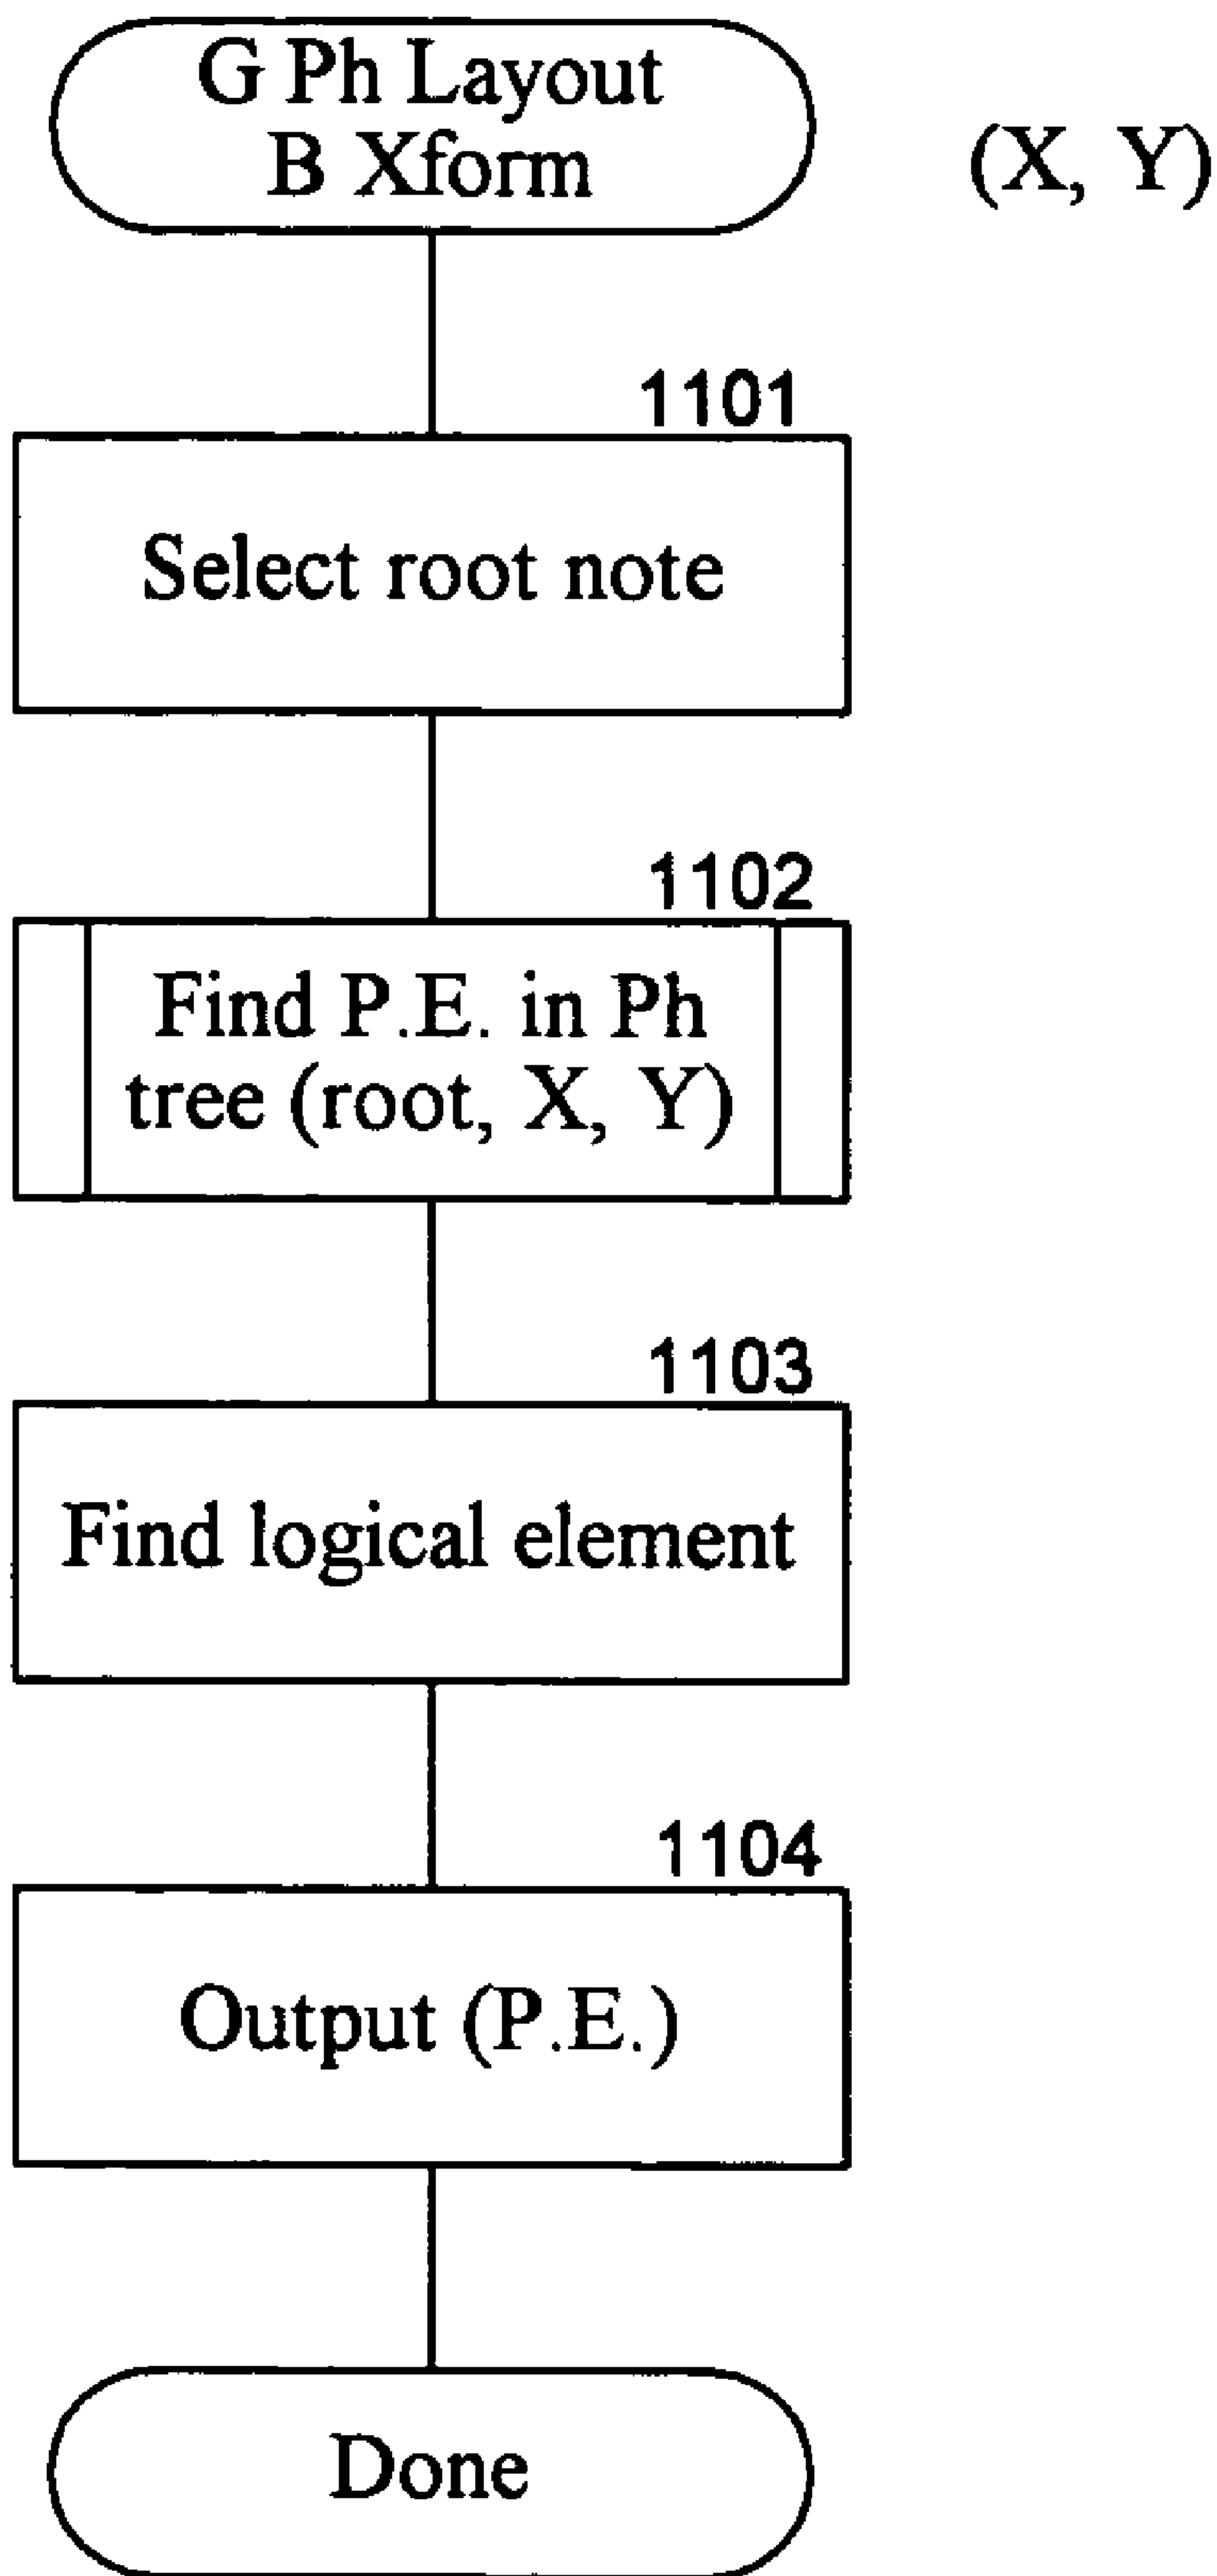 G Ph Layout
B Xform
(X, Y)
1101
Select root note
1102
Find P.E. in Ph
tree (root, X, Y)
1103
Find logical element
1104
Output (P.E.)
Done